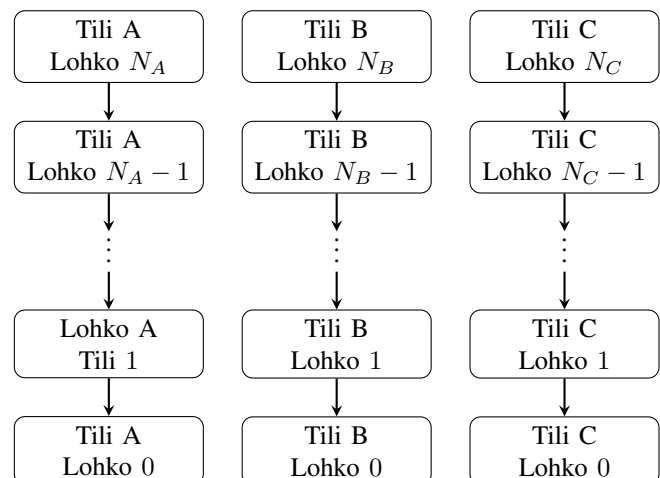 Tili A
Lohko N_A
Tili B
Lohko N_B
Tili C
Lohko N_C
Tili A
Lohko N_A − 1
Tili B
Lohko N_B − 1
Tili C
Lohko N_C − 1
Lohko A
Tili 1
Tili B
Lohko 1
Tili C
Lohko 1
Tili A
Lohko 0
Tili B
Lohko 0
Tili C
Lohko 0